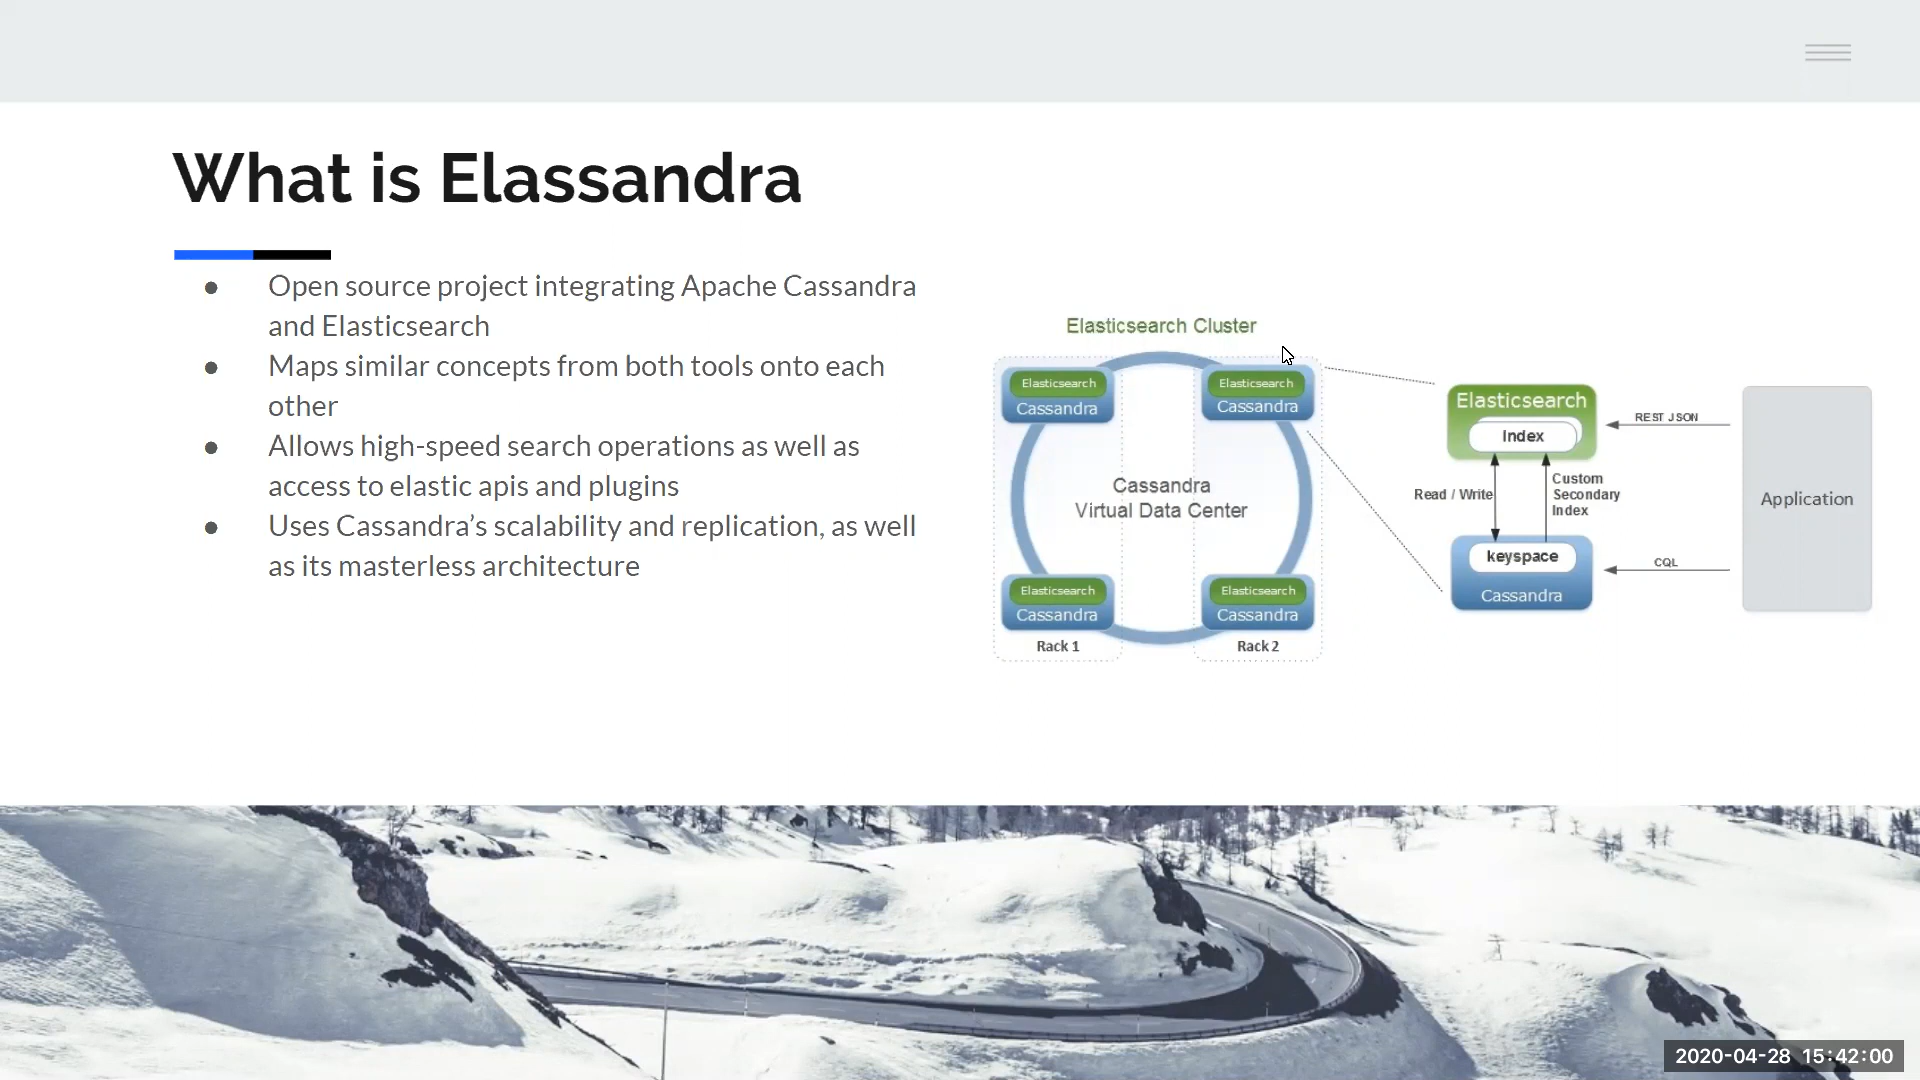 What is Elassandra
Open source project integrating Apache Cassandra
and Elasticsearch
Maps similar concepts from both tools onto each
other
Allows high-speed search operations as well as
access to elastic apis and plugins
Uses Cassandra’s scalability and replication, as well
as its masterless architecture
Elasticsearch Cluster
Elasticsearch
Cassandra
Elasticsearch
Cassandra
Cassandra
Virtual Data Center
Elasticsearch
Cassandra
Rack 1
Elasticsearch
Cassandra
Rack 2
Elasticsearch
Index
Read / Write
Custom
Secondary
Index
keyspace
Cassandra
REST JSON
CQL
Application
2020-04-28 15:42:00